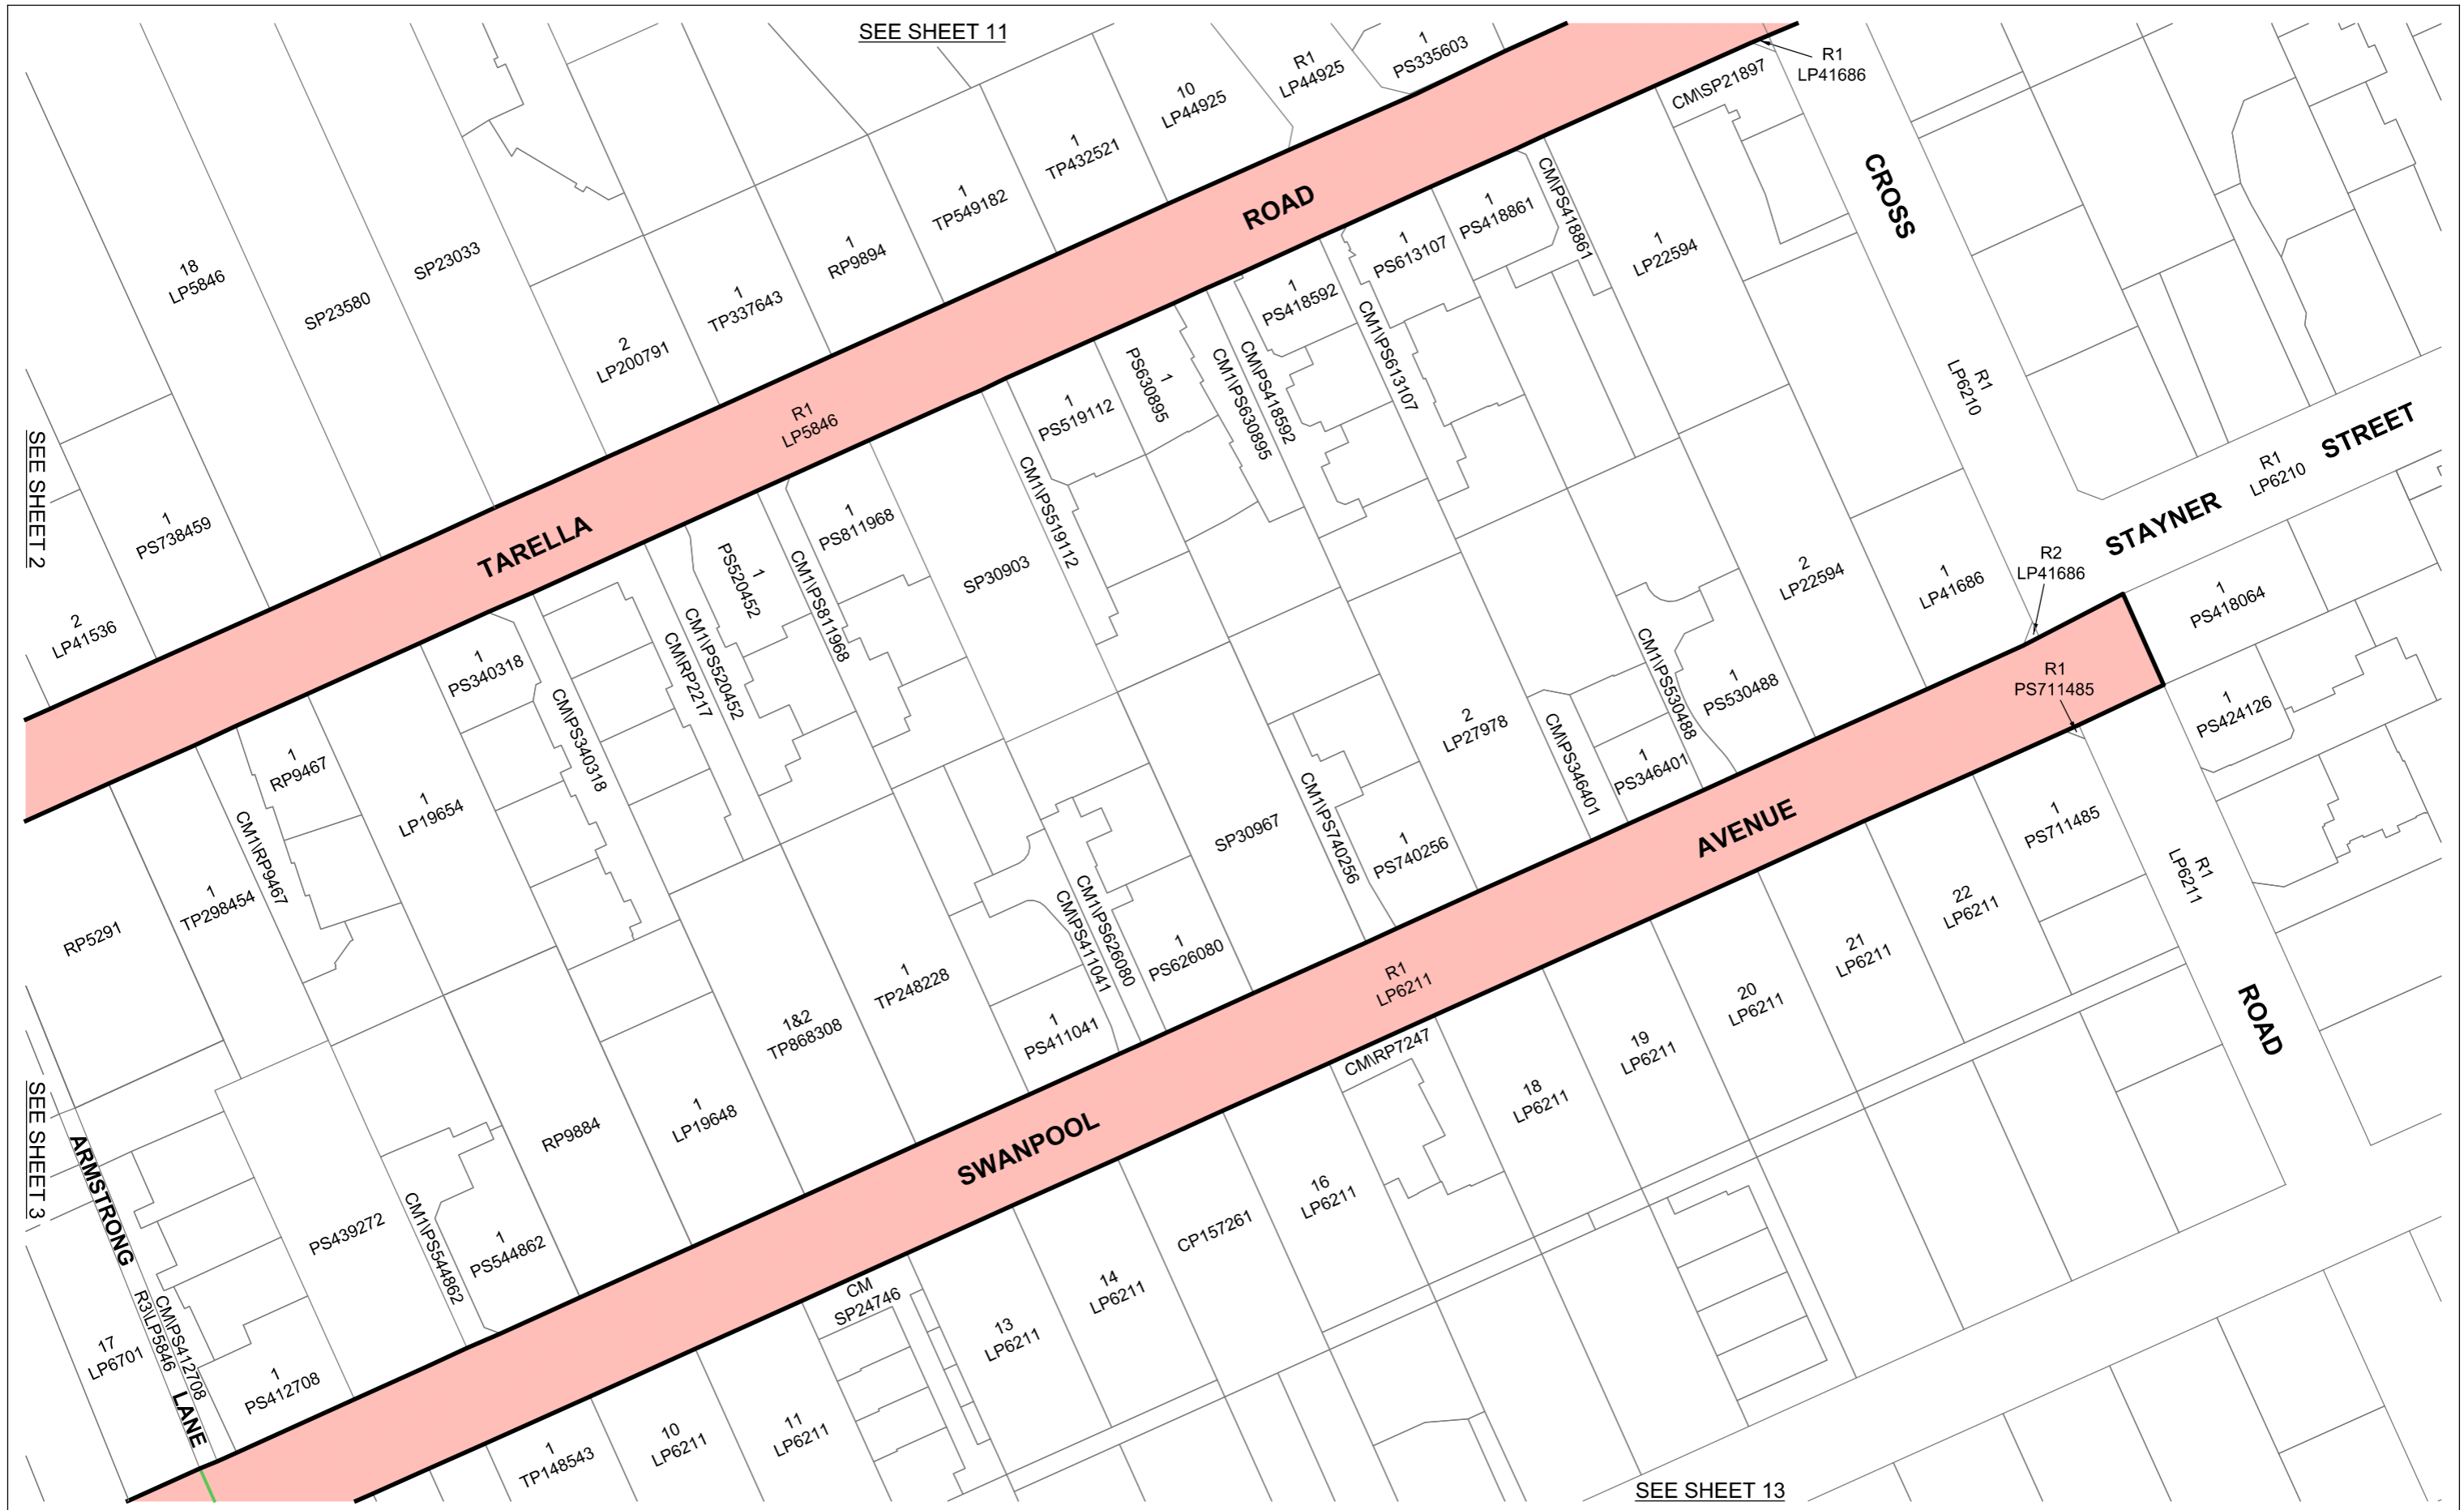 SEE SHEET 11
1
PS335603
R1
LP44925
10
LP44925
R1
LP41686
CM\SP21897
1
TP432521
1
TP549182
1
RP9894
1
TP337643
2
LP200791
SP23033
SP23580
18
LP5846
ROAD
CROSS
CM\PS418861
1
PS418861
1
LP22594
1
PS613107
1
PS418592
CM1\PS613107
CM\PS418592
CM1\PS630895
1
PS630895
1
PS519112
CM1\PS519112
R1
LP5846
R1
LP6210
STREET
R1
LP6210
STAYNER
SEE SHEET 2
1
PS738459
2
LP41536
TARELLA
1
PS811968
CM1\PS811968
1
PS520452
CM1\PS520452
CM\RP2217
SP30903
2
LP22594
1
LP41686
R2
LP41686
1
PS418064
1
PS424126
R1
PS711485
1
PS340318
CM\PS340318
1
RP9467
CM1\RP9467
1
LP19654
1
TP298454
RP5291
2
LP27978
CM1\PS530488
1
PS530488
CM\PS346401
1
PS346401
AVENUE
SP30967
CM1\PS740256
1
PS740256
1
PS711485
R1
LP6211
22
LP6211
21
LP6211
20
LP6211
19
LP6211
18
LP6211
ROAD
R1
LP6211
CM1\PS626080
CM\PS411041
1
PS626080
1
PS411041
1
TP248228
1&2
TP868308
1
LP19648
RP9884
SWANPOOL
CM\RP7247
16
LP6211
CP157261
14
LP6211
13
LP6211
CM
SP24746
11
LP6211
10
LP6211
1
TP148543
SEE SHEET 3
ARMSTRONG
LANE
R3\LP5846
CM\PS412708
17
LP6701
1
PS412708
PS439272
CM1\PS544862
1
PS544862
SEE SHEET 13